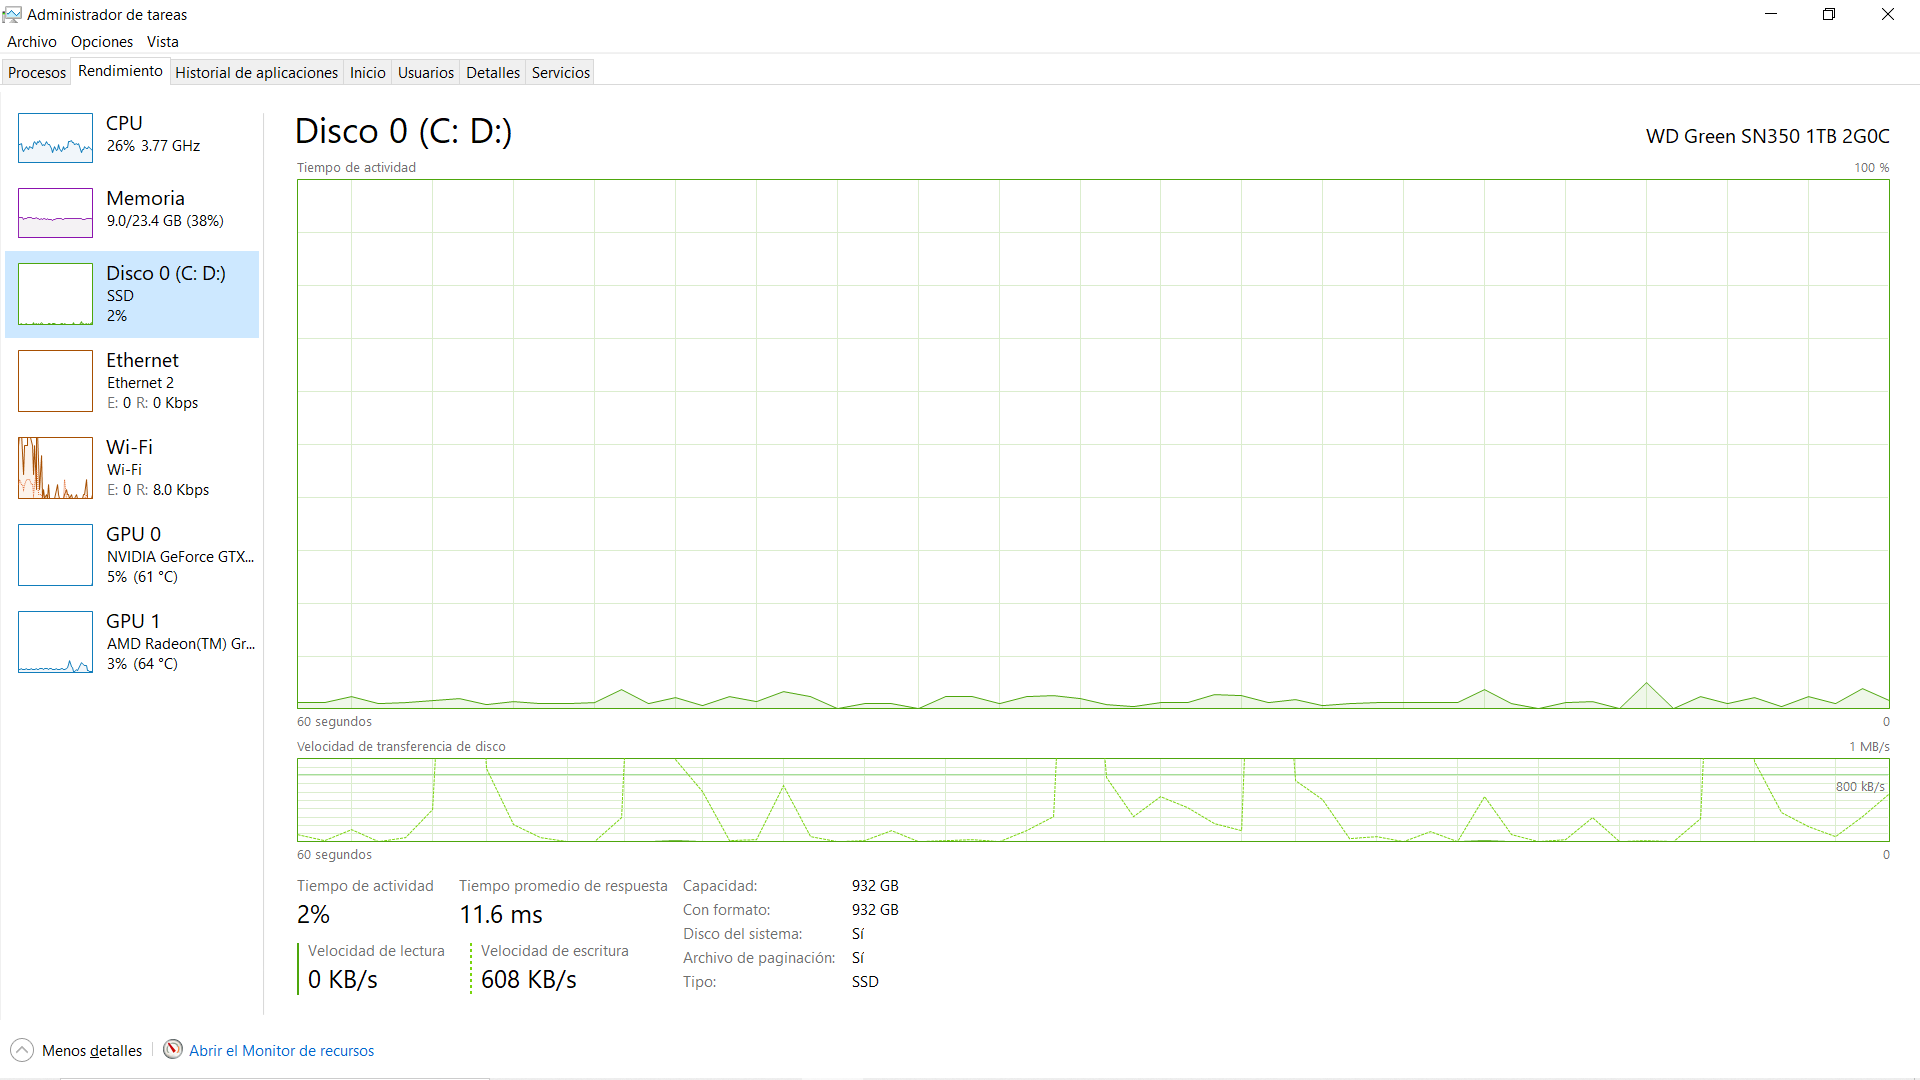 Administrador de tareas
Archivo Opciones Vista
Procesos Rendimiento Historial de aplicaciones Inicio Usuarios Detalles Servicios
CPU
26% 3.77 GHz
Memoria
9.0/23.4 GB (38%)
Disco 0 (C: D:)
SSD
2%
Ethernet
Ethernet 2
E: 0 R: 0 Kbps
Wi-Fi
Wi-Fi
E: 0 R: 8.0 Kbps
GPU 0
NVIDIA GeForce GTX...
5% (61 °C)
GPU 1
AMD Radeon(TM) Gr...
3% (64 °C)
Disco 0 (C: D:)
WD Green SN350 1TB 2G0C
Tiempo de actividad
100 %
60 segundos
0
Velocidad de transferencia de disco
1 MB/s
800 kB/s
60 segundos
0
Tiempo de actividad
2%
Tiempo promedio de respuesta
11.6 ms
Velocidad de lectura
0 KB/s
Velocidad de escritura
608 KB/s
Capacidad: 932 GB
Con formato: 932 GB
Disco del sistema: Sí
Archivo de paginación: Sí
Tipo: SSD
Menos detalles
Abrir el Monitor de recursos